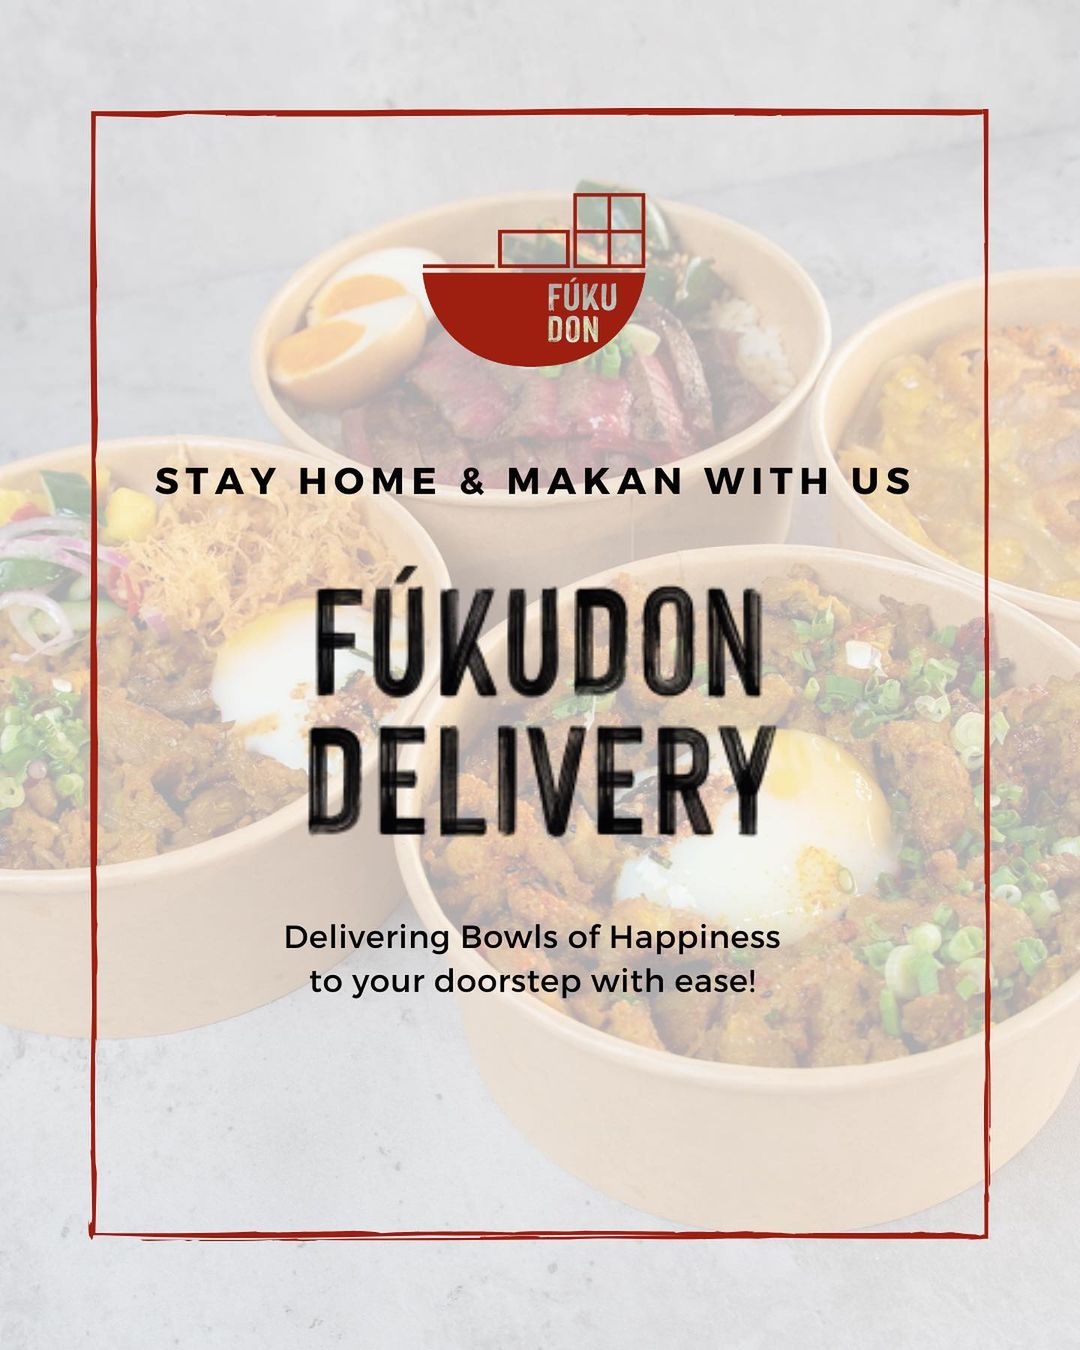 FÚKU
DON
STAY HOME & MAKAN WITH US
FÚKUDON
DELIVERY
Delivering Bowls of Happiness
to your doorstep with ease!